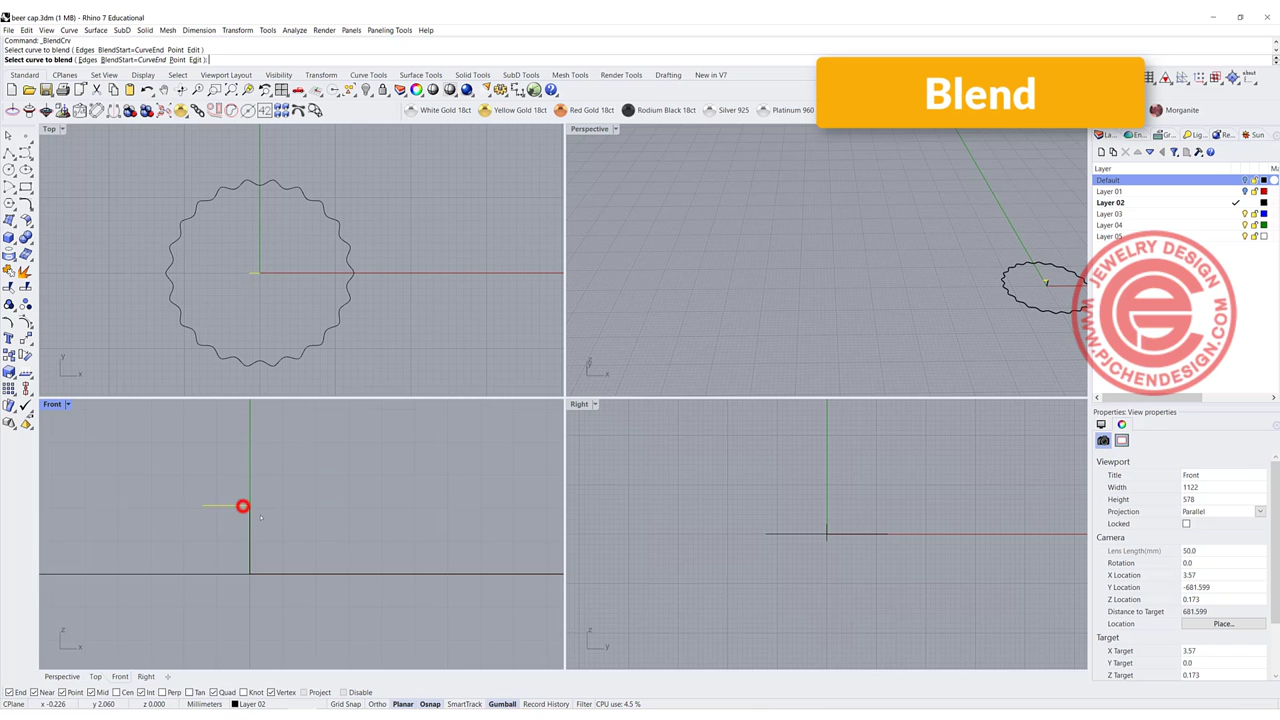 beer cap.3dm (1 MB) - Rhino 7 Educational
File Edit View Curve Surface SubD Solid Mesh Dimension Transform Tools Analyze Render Panels Paneling Tools Help
Command: _BlendCrv
Select curve to blend ( Edges BlendStart=CurveEnd Point Edit )
Select curve to blend ( Edges BlendStart=CurveEnd Point Edit ):
Blend
Standard CPlanes Set View Display Select Viewport Layout Visibility Transform Curve Tools Surface Tools Solid Tools SubD Tools Mesh Tools Render Tools Drafting New in V7
White Gold 18ct Yellow Gold 18ct Red Gold 18ct Rodium Black 18ct Silver 925 Platinum 960 Morganite
Top
Perspective
La... En... Gr... Lig... Re... Sun
Layer
Default
Layer 01
Layer 02
Layer 03
Layer 04
Layer 05
JEWELRY DESIGN
WWW.PJCHENDESIGN.COM
y
x
z
x
Front
Right
Properties: View properties
Viewport
Title Front
Width 1122
Height 578
Projection Parallel
Locked
Camera
Lens Length(mm) 50.0
Rotation 0.0
X Location 3.57
Y Location -681.599
Z Location 0.173
Distance to Target 681.599
Location Place...
Target
X Target 3.57
Y Target 0.0
Z Target 0.173
z
x
z
y
Perspective Top Front Right
End Near Point Mid Cen Int Perp Tan Quad Knot Vertex Project Disable
CPlane x -0.226 y 2.060 z 0.000 Millimeters Layer 02 Grid Snap Ortho Planar Osnap SmartTrack Gumball Record History Filter CPU use: 4.5 %